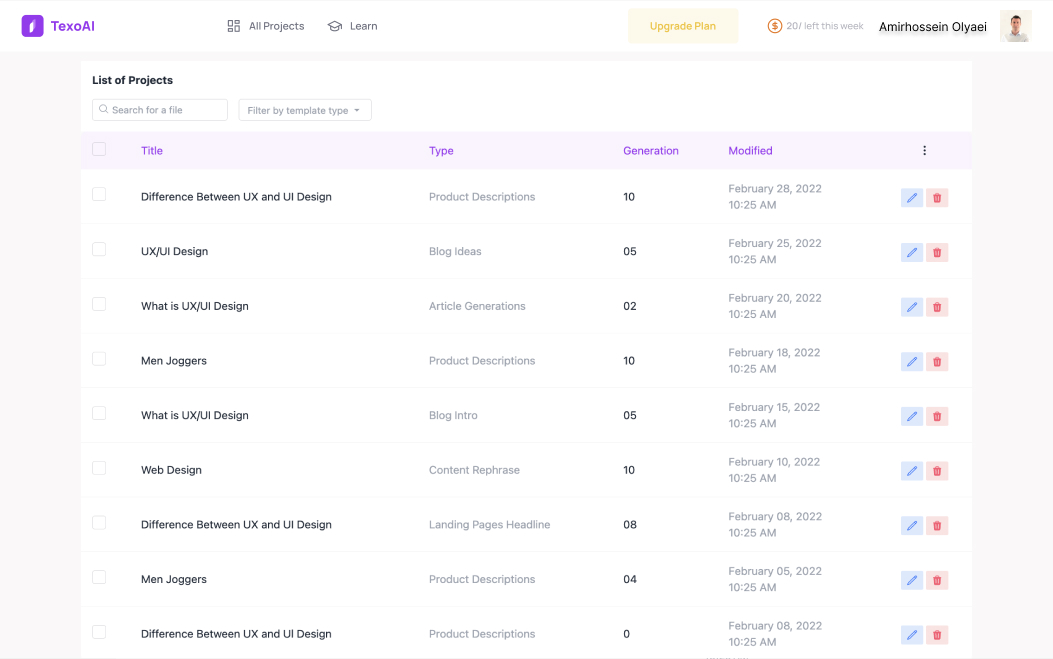 TexoAI
All Projects
Learn
Upgrade Plan
20/ left this week
Amirhossein Olyaei
List of Projects
Search for a file
Filter by template type
Title Type Generation Modified
Difference Between UX and UI Design Product Descriptions 10 February 28, 2022
10:25 AM
UX/UI Design Blog Ideas 05 February 25, 2022
10:25 AM
What is UX/UI Design Article Generations 02 February 20, 2022
10:25 AM
Men Joggers Product Descriptions 10 February 18, 2022
10:25 AM
What is UX/UI Design Blog Intro 05 February 15, 2022
10:25 AM
Web Design Content Rephrase 10 February 10, 2022
10:25 AM
Difference Between UX and UI Design Landing Pages Headline 08 February 08, 2022
10:25 AM
Men Joggers Product Descriptions 04 February 05, 2022
10:25 AM
Difference Between UX and UI Design Product Descriptions 0 February 08, 2022
10:25 AM